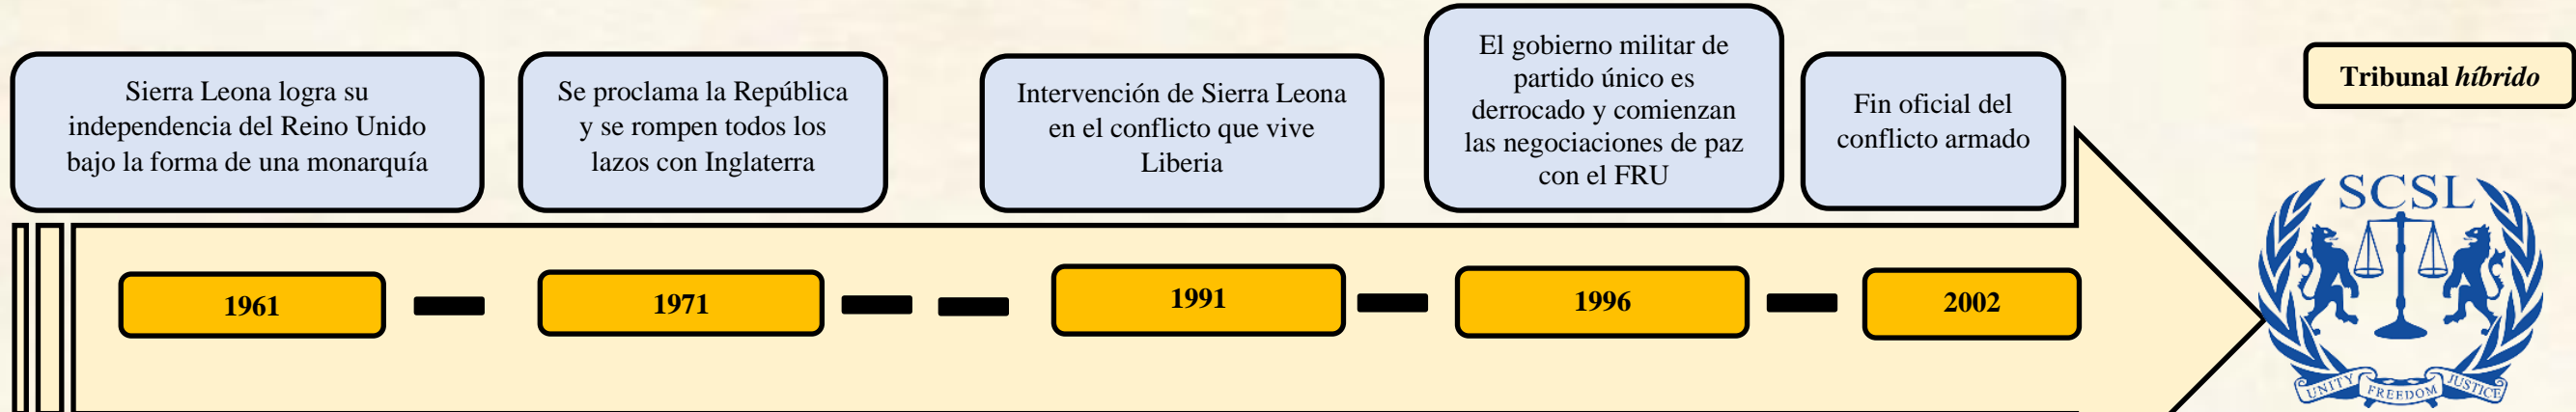 Sierra Leona logra su
independencia del Reino Unido
bajo la forma de una monarquía
Se proclama la República
y se rompen todos los
lazos con Inglaterra
Intervención de Sierra Leona
en el conflicto que vive
Liberia
El gobierno militar de
partido único es
derrocado y comienzan
las negociaciones de paz
con el FRU
Fin oficial del
conflicto armado
Tribunal híbrido
1961
1971
1991
1996
2002
SCSL
UNITY FREEDOM JUSTICE